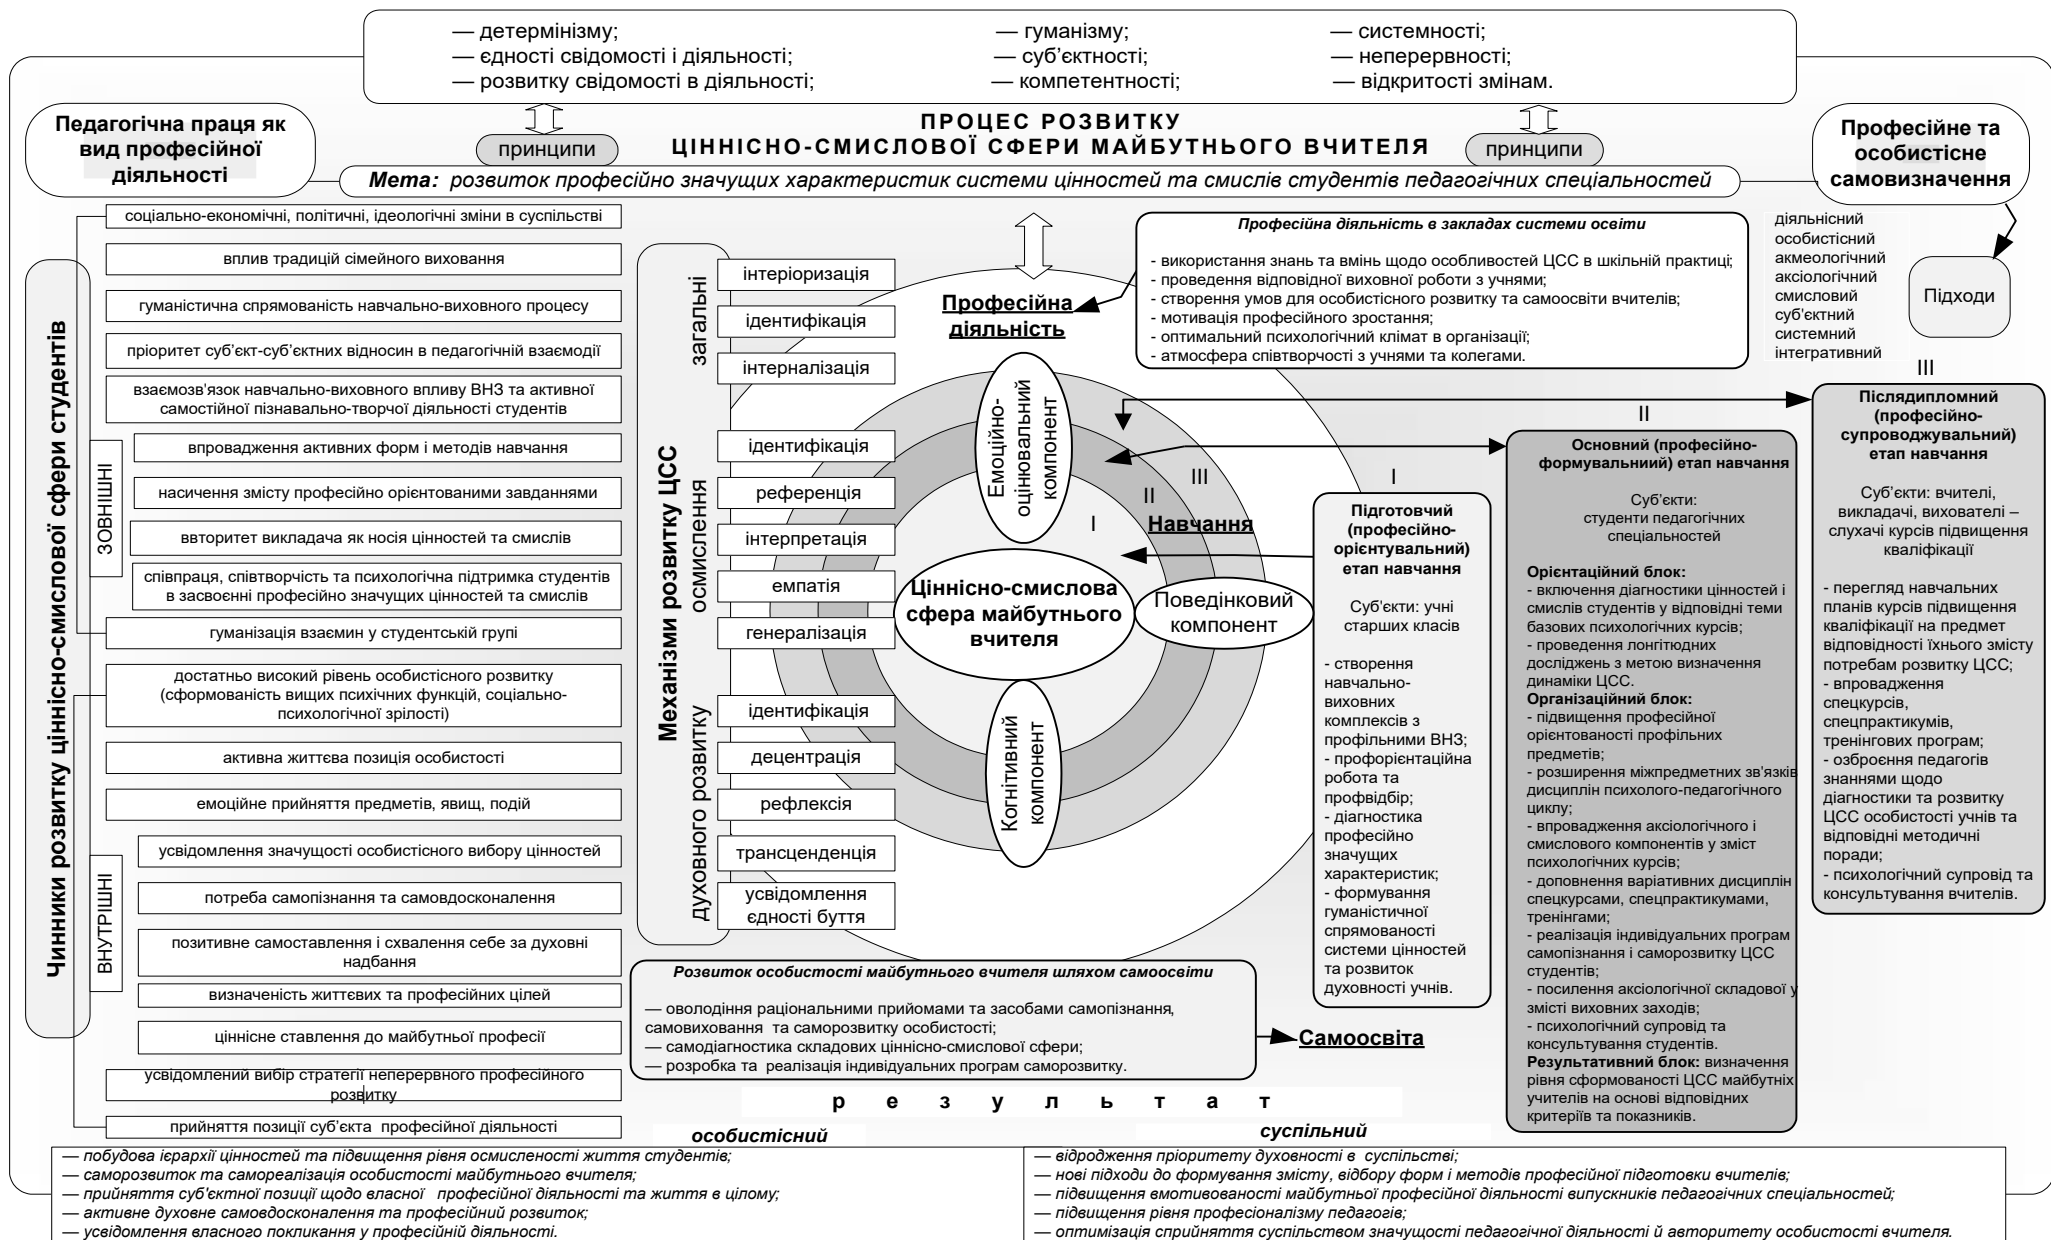 — детермінізму;
— єдності свідомості і діяльності;
— розвитку свідомості в діяльності;
— гуманізму;
— суб’єктності;
— компетентності;
— системності;
— неперервності;
— відкритості змінам.
Педагогічна праця як
вид професійної
діяльності
принципи
ПРОЦЕС РОЗВИТКУ
ЦІННІСНО-СМИСЛОВОЇ СФЕРИ МАЙБУТНЬОГО ВЧИТЕЛЯ
принципи
Професійне та
особистісне
самовизначення
Мета: розвиток професійно значущих характеристик системи цінностей та смислів студентів педагогічних спеціальностей
Чинники розвитку ціннісно-смислової сфери студентів
ЗОВНІШНІ
соціально-економічні, політичні, ідеологічні зміни в суспільстві
вплив традицій сімейного виховання
гуманістична спрямованість навчально-виховного процесу
пріоритет суб’єкт-суб’єктних відносин в педагогічній взаємодії
взаємозв'язок навчально-виховного впливу ВНЗ та активної
самостійної пізнавально-творчої діяльності студентів
впровадження активних форм і методів навчання
насичення змісту професійно орієнтованими завданнями
ввторитет викладача як носія цінностей та смислів
співпраця, співтворчість та психологічна підтримка студентів
в засвоєнні професійно значущих цінностей та смислів
гуманізація взаємин у студентській групі
ВНУТРІШНІ
достатньо високий рівень особистісного розвитку
(сформованість вищих психічних функцій, соціально-
психологічної зрілості)
активна життєва позиція особистості
емоційне прийняття предметів, явищ, подій
усвідомлення значущості особистісного вибору цінностей
потреба самопізнання та самовдосконалення
позитивне самоставлення і схвалення себе за духовні
надбання
визначеність життєвих та професійних цілей
ціннісне ставлення до майбутньої професії
усвідомлений вибір стратегії неперервного професійного
розвитку
прийняття позиції суб’єкта професійної діяльності
Механізми розвитку ЦСС
загальні
інтеріоризація
ідентифікація
інтерналізація
осмислення
ідентифікація
референція
інтерпретація
емпатія
генералізація
духовного розвитку
ідентифікація
децентрація
рефлексія
трансценденція
усвідомлення
єдності буття
Професійна
діяльність
Емоційно-
оцінювальний
компонент
I
II
III
Навчання
Ціннісно-смислова
сфера майбутнього
вчителя
Поведінковий
компонент
Когнітивний
компонент
Професійна діяльність в закладах системи освіти
- використання знань та вмінь щодо особливостей ЦСС в шкільній практиці;
- проведення відповідної виховної роботи з учнями;
- створення умов для особистісного розвитку та самоосвіти вчителів;
- мотивація професійного зростання;
- оптимальний психологічний клімат в організації;
- атмосфера співтворчості з учнями та колегами.
діяльнісний
особистісний
акмеологічний
аксіологічний
смисловий
суб'єктний
системний
інтегративний
Підходи
I
Підготовчий
(професійно-
орієнтувальний)
етап навчання
Суб'єкти: учні
старших класів
- створення
навчально-
виховних
комплексів з
профільними ВНЗ;
- профорієнтаційна
робота та
профвідбір;
- діагностика
професійно
значущих
характеристик;
- формування
гуманістичної
спрямованості
системи цінностей
та розвиток
духовності учнів.
II
Основний (професійно-
формувальниий) етап навчання
Суб’єкти:
студенти педагогічних
спеціальностей
Орієнтаційний блок:
- включення діагностики цінностей і
смислів студентів у відповідні теми
базових психологічних курсів;
- проведення лонгітюдних
досліджень з метою визначення
динаміки ЦСС.
Організаційний блок:
- підвищення професійної
орієнтованості профільних
предметів;
- розширення міжпредметних зв’язків
дисциплін психолого-педагогічного
циклу;
- впровадження аксіологічного і
смислового компонентів у зміст
психологічних курсів;
- доповнення варіативних дисциплін
спецкурсами, спецпрактикумами,
тренінгами;
- реалізація індивідуальних програм
самопізнання і саморозвитку ЦСС
студентів;
- посилення аксіологічної складової у
змісті виховних заходів;
- психологічний супровід та
консультування студентів.
Результативний блок: визначення
рівня сформованості ЦСС майбутніх
учителів на основі відповідних
критеріїв та показників.
III
Післядипломний
(професійно-
супроводжувальний)
етап навчання
Суб’єкти: вчителі,
викладачі, вихователі –
слухачі курсів підвищення
кваліфікації
- перегляд навчальних
планів курсів підвищення
кваліфікації на предмет
відповідності їхнього змісту
потребам розвитку ЦСС;
- впровадження
спецкурсів,
спецпрактикумів,
тренінгових програм;
- озброєння педагогів
знаннями щодо
діагностики та розвитку
ЦСС особистості учнів та
відповідні методичні
поради;
- психологічний супровід та
консультування вчителів.
Розвиток особистості майбутнього вчителя шляхом самоосвіти
— оволодіння раціональними прийомами та засобами самопізнання,
самовиховання та саморозвитку особистості;
— самодіагностика складових ціннісно-смислової сфери;
— розробка та реалізація індивідуальних програм саморозвитку.
Самоосвіта
результат
особистісний
суспільний
— побудова ієрархії цінностей та підвищення рівня осмисленості життя студентів;
— саморозвиток та самореалізація особистості майбутнього вчителя;
— прийняття суб'єктної позиції щодо власної професійної діяльності та життя в цілому;
— активне духовне самовдосконалення та професійний розвиток;
— усвідомлення власного покликання у професійній діяльності.
— відродження пріоритету духовності в суспільстві;
— нові підходи до формування змісту, відбору форм і методів професійної підготовки вчителів;
— підвищення вмотивованості майбутньої професійної діяльності випускників педагогічних спеціальностей;
— підвищення рівня професіоналізму педагогів;
— оптимізація сприйняття суспільством значущості педагогічної діяльності й авторитету особистості вчителя.